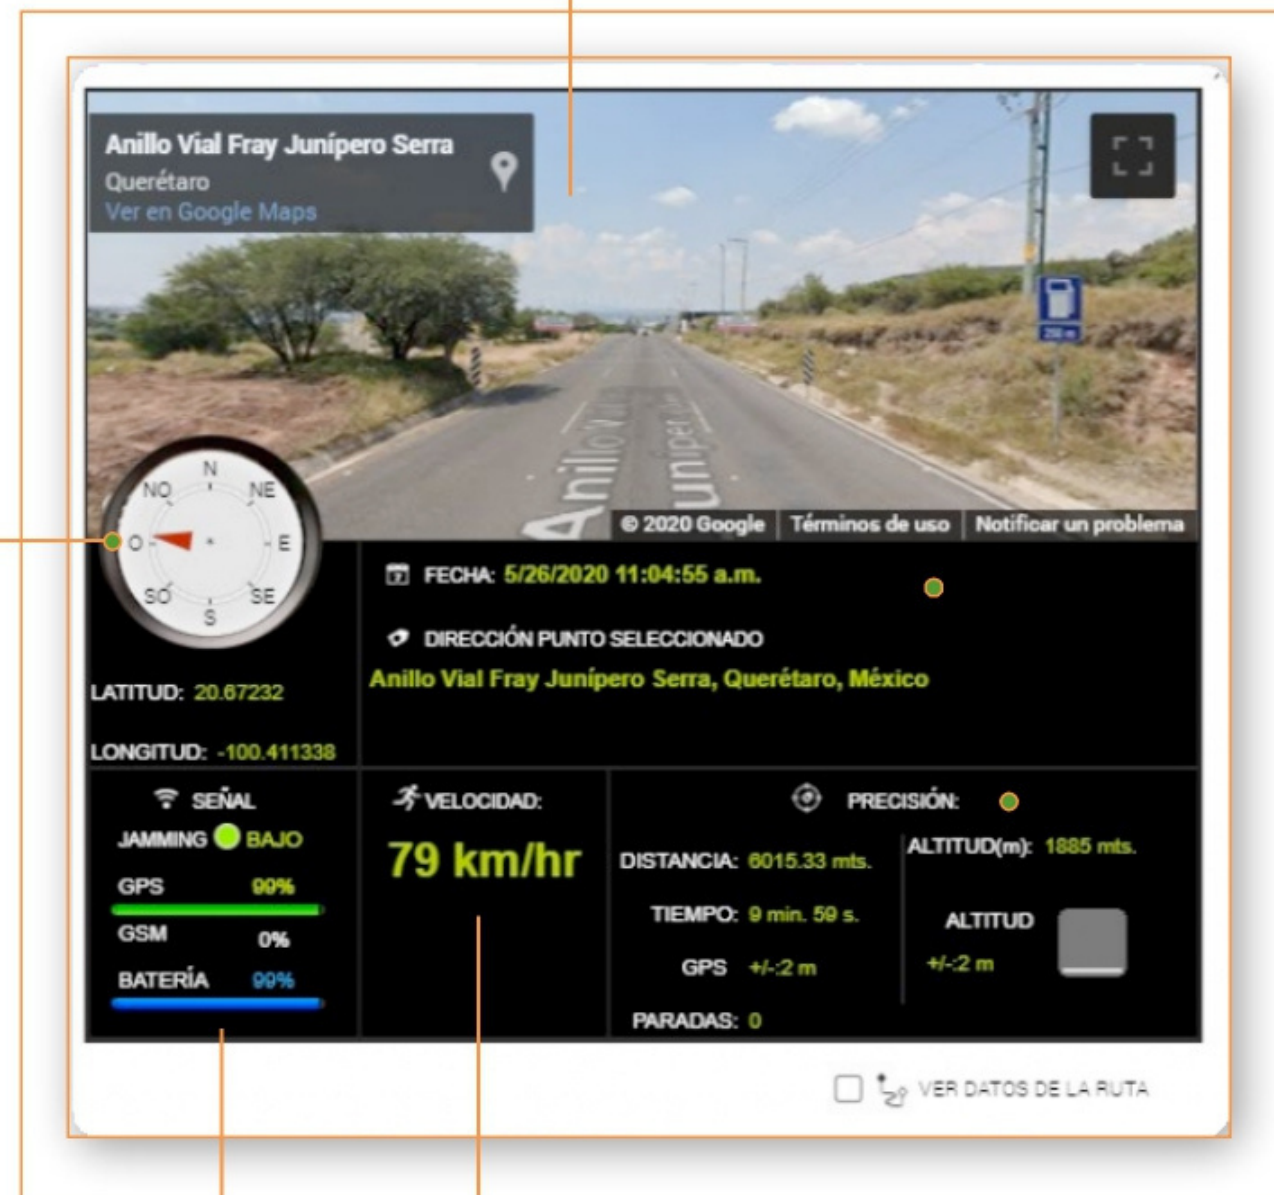 Anillo Vial Fray Junípero Serra
Querétaro
Ver en Google Maps
250 m
Anillo Vial
Juníper
© 2020 Google Términos de uso Notificar un problema
N
NO NE
O E
SO SE
S
FECHA: 5/26/2020 11:04:55 a.m.
DIRECCIÓN PUNTO SELECCIONADO
Anillo Vial Fray Junípero Serra, Querétaro, México
LATITUD: 20.67232
LONGITUD: -100.411338
SEÑAL
JAMMING BAJO
GPS 99%
GSM 0%
BATERÍA 99%
VELOCIDAD:
79 km/hr
PRECISIÓN:
DISTANCIA: 6015.33 mts.
TIEMPO: 9 min. 59 s.
GPS +/-:2 m
PARADAS: 0
ALTITUD(m): 1885 mts.
ALTITUD
+/-:2 m
VER DATOS DE LA RUTA